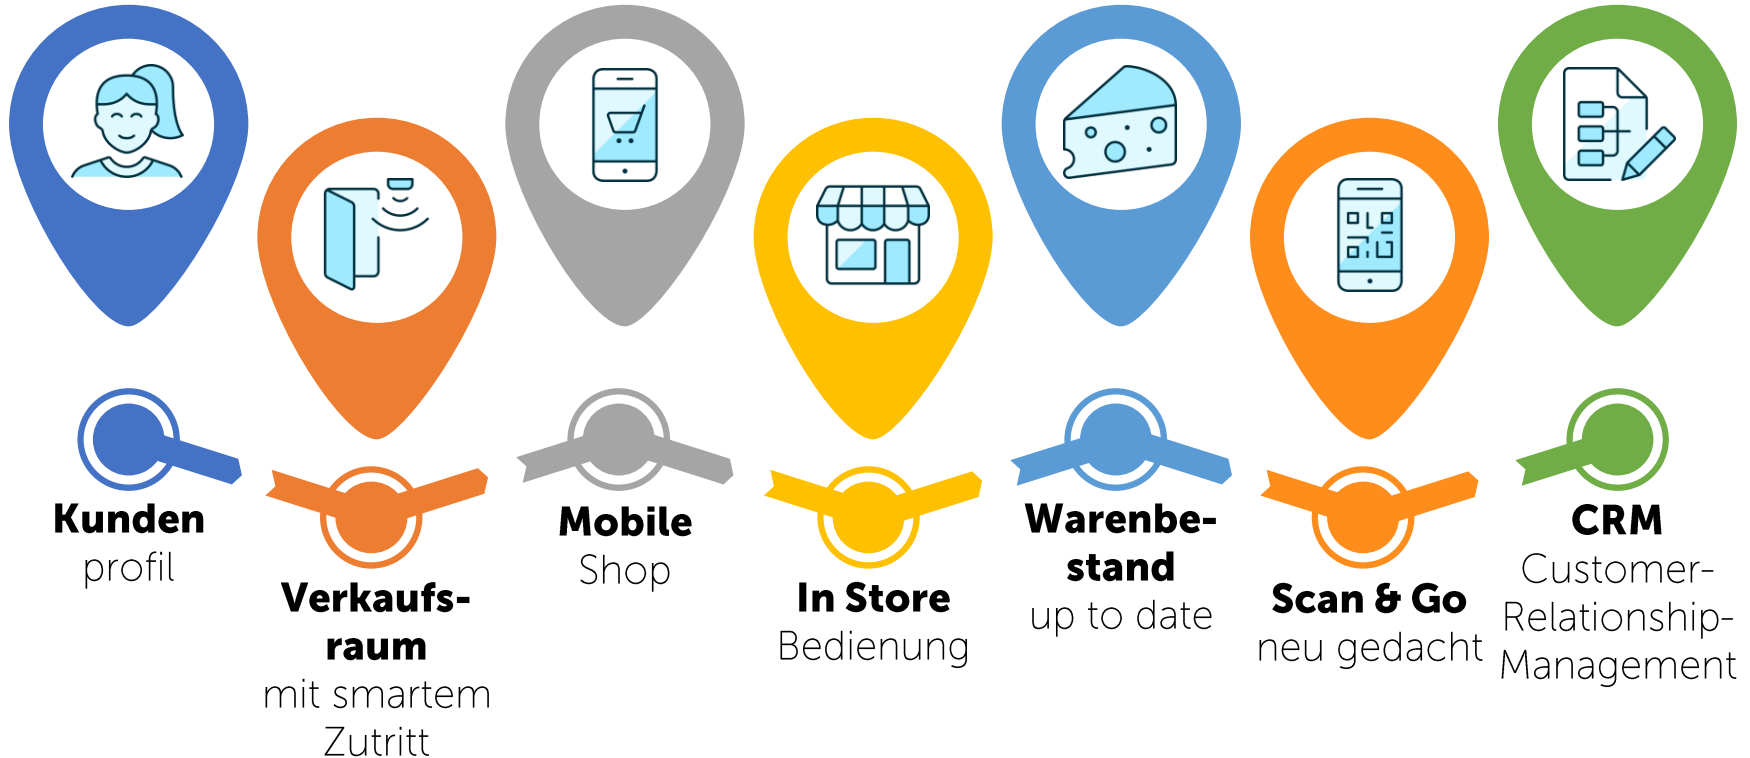 Kunden
profil
Verkaufs-
raum
mit smartem
Zutritt
Mobile
Shop
In Store
Bedienung
Warenbe-
stand
up to date
Scan & Go
neu gedacht
CRM
Customer-
Relationship-
Management